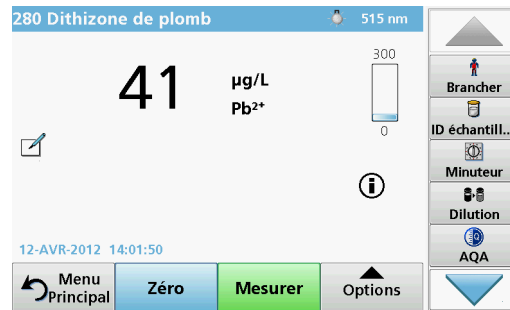 280 Dithizone de plomb
515 nm
41
µg/L
Pb²⁺
300
0
12-AVR-2012 14:01:50
Menu
Principal
Zéro
Mesurer
Options
Brancher
ID échantill..
Minuteur
Dilution
AQA